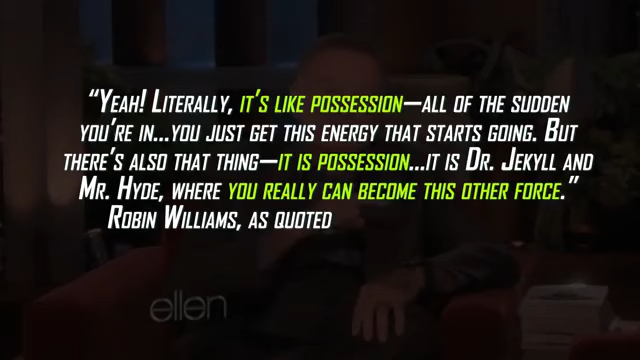 “Yeah! Literally, it's like possession—all of the sudden
you're in...you just get this energy that starts going. But
there's also that thing—it is possession...it is Dr. Jekyll and
Mr. Hyde, where you really can become this other force.”
Robin Williams, as quoted
ellen